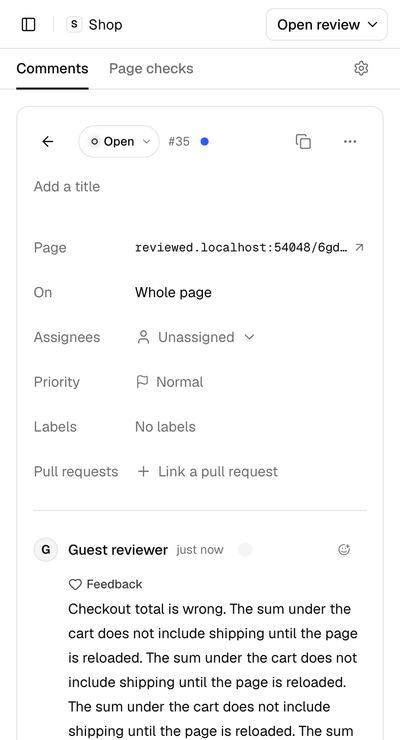 S Shop
Open review
Comments
Page checks
Open
#35
Add a title
Page
reviewed.localhost:54048/6gd…
On
Whole page
Assignees
Unassigned
Priority
Normal
Labels
No labels
Pull requests
Link a pull request
G
Guest reviewer just now
Feedback
Checkout total is wrong. The sum under the
cart does not include shipping until the page
is reloaded. The sum under the cart does not
include shipping until the page is reloaded.
The sum under the cart does not include
shipping until the page is reloaded. The sum